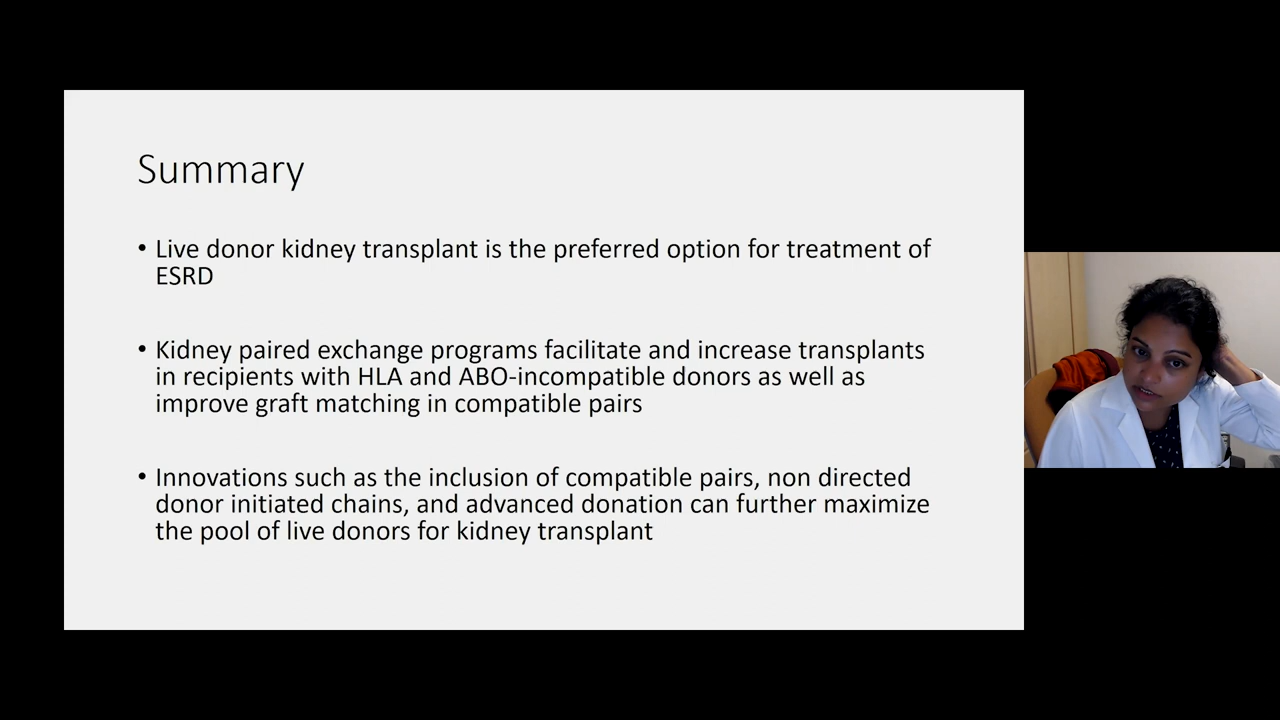 Summary
• Live donor kidney transplant is the preferred option for treatment of
ESRD
• Kidney paired exchange programs facilitate and increase transplants
in recipients with HLA and ABO-incompatible donors as well as
improve graft matching in compatible pairs
• Innovations such as the inclusion of compatible pairs, non directed
donor initiated chains, and advanced donation can further maximize
the pool of live donors for kidney transplant